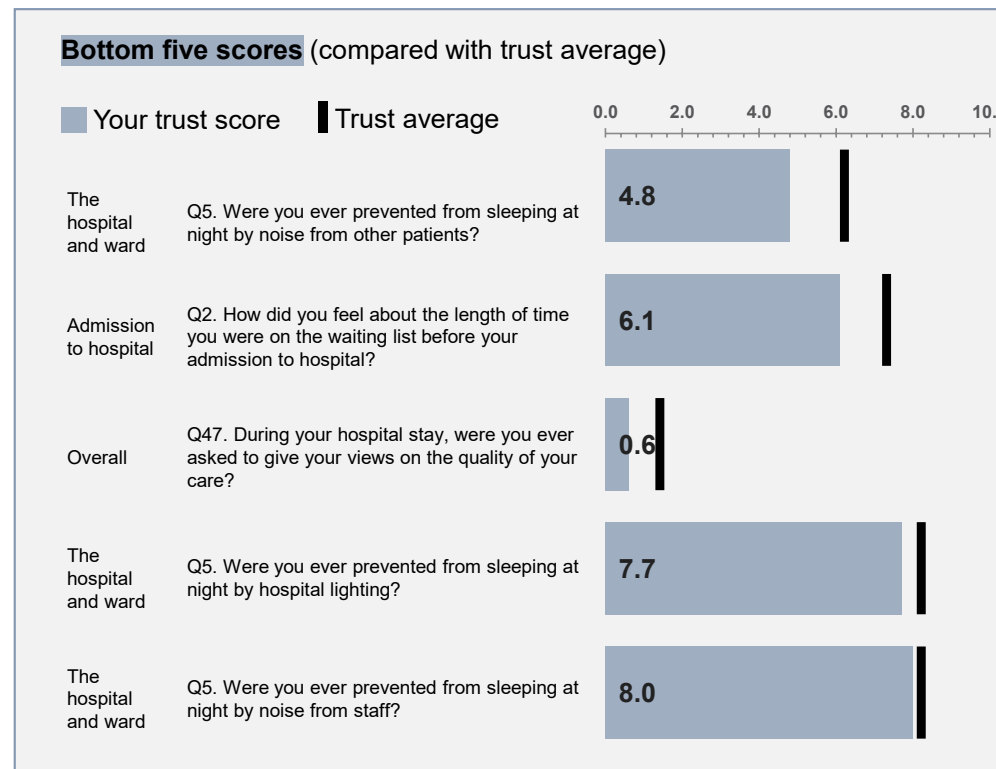 Bottom five scores (compared with trust average)
Your trust score
Trust average
0.0 2.0 4.0 6.0 8.0 10.
The
hospital
and ward
Q5. Were you ever prevented from sleeping at
night by noise from other patients?
4.8
Admission
to hospital
Q2. How did you feel about the length of time
you were on the waiting list before your
admission to hospital?
6.1
Overall
Q47. During your hospital stay, were you ever
asked to give your views on the quality of your
care?
0.6
The
hospital
and ward
Q5. Were you ever prevented from sleeping at
night by hospital lighting?
7.7
The
hospital
and ward
Q5. Were you ever prevented from sleeping at
night by noise from staff?
8.0